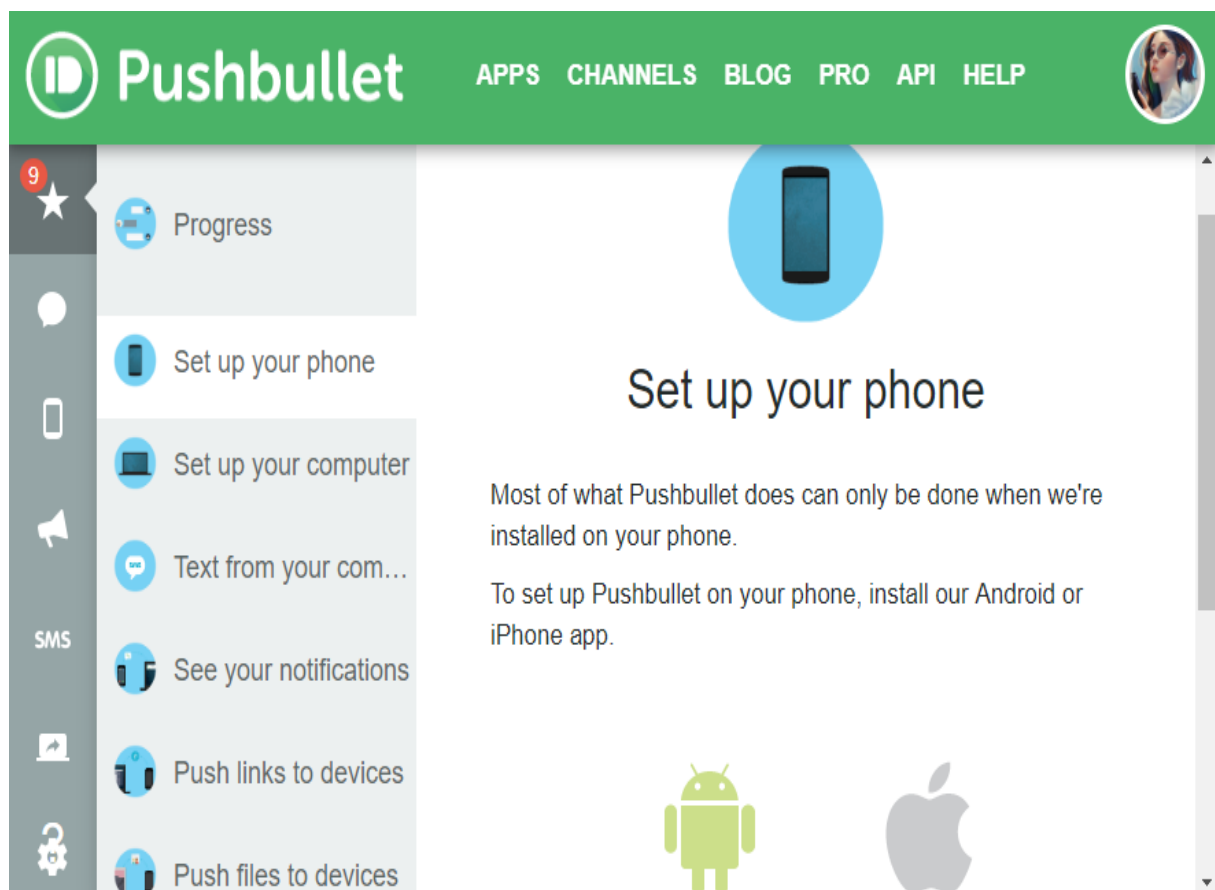 Pushbullet
APPS CHANNELS BLOG PRO API HELP
9
Progress
Set up your phone
Set up your computer
Text from your com...
SMS
See your notifications
Push links to devices
Push files to devices
Set up your phone
Most of what Pushbullet does can only be done when we're
installed on your phone.
To set up Pushbullet on your phone, install our Android or
iPhone app.